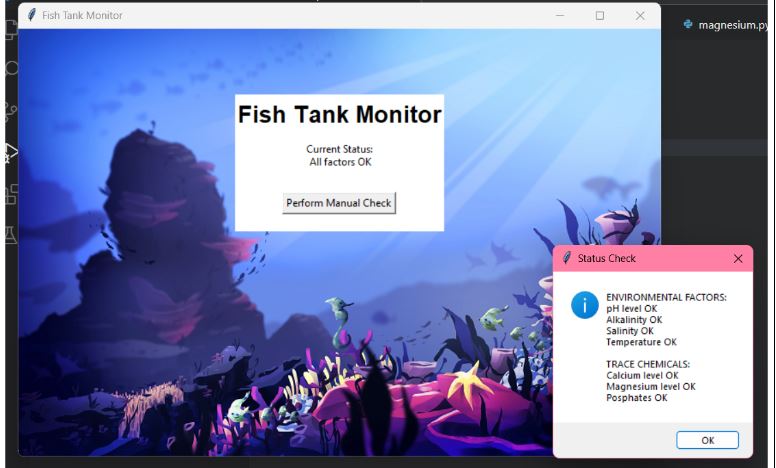 Fish Tank Monitor
magnesium.py
Fish Tank Monitor
Current Status:
All factors OK
Perform Manual Check
Status Check
ENVIRONMENTAL FACTORS:
pH level OK
Alkalinity OK
Salinity OK
Temperature OK
TRACE CHEMICALS:
Calcium level OK
Magnesium level OK
Posphates OK
OK